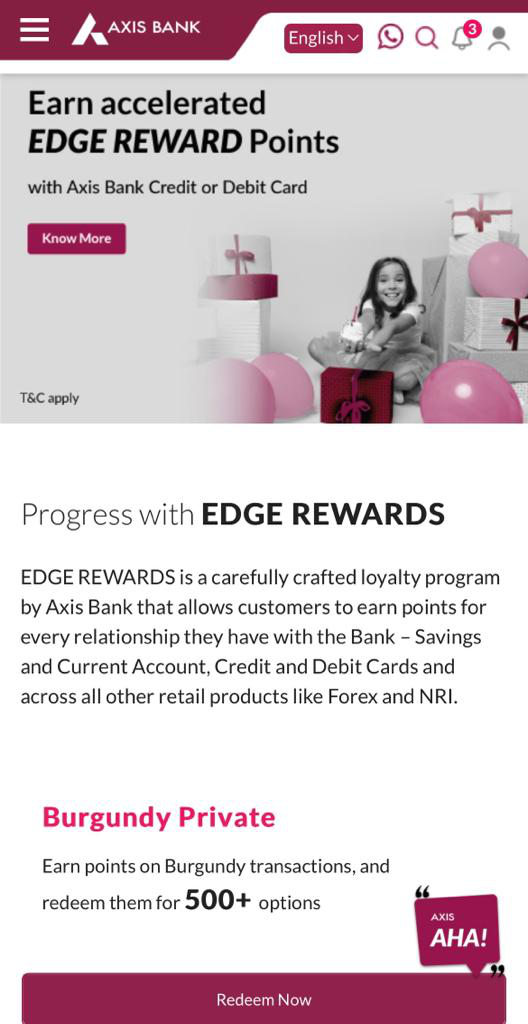 AXIS BANK
English
3
Earn accelerated
EDGE REWARD Points
with Axis Bank Credit or Debit Card
Know More
T&C apply
Progress with EDGE REWARDS
EDGE REWARDS is a carefully crafted loyalty program
by Axis Bank that allows customers to earn points for
every relationship they have with the Bank – Savings
and Current Account, Credit and Debit Cards and
across all other retail products like Forex and NRI.
Burgundy Private
Earn points on Burgundy transactions, and
redeem them for 500+ options
“
AXIS
AHA!
”
Redeem Now